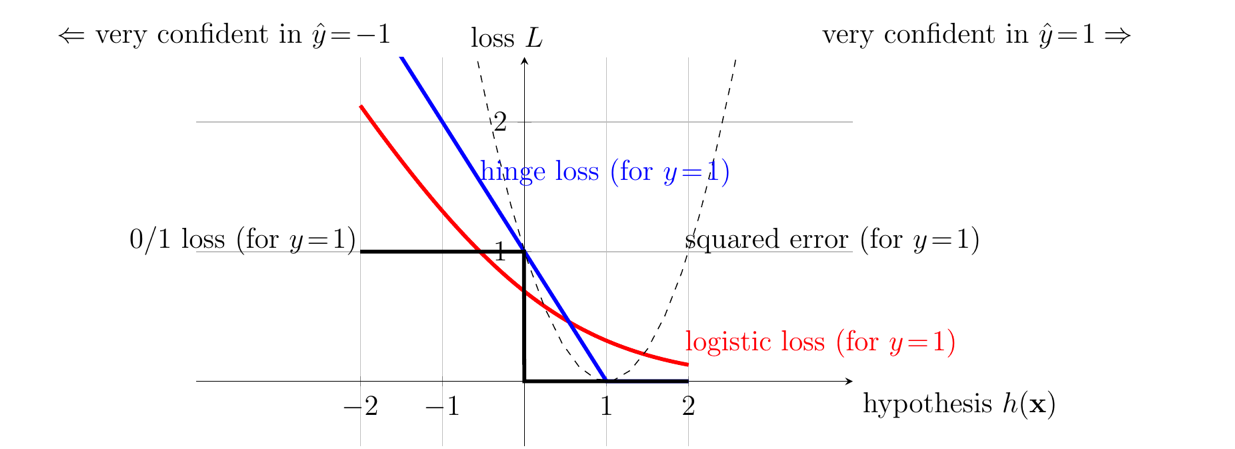 ⇐ very confident in ŷ=−1
loss L
very confident in ŷ=1 ⇒
2
hinge loss (for y=1)
0/1 loss (for y=1)
1
squared error (for y=1)
logistic loss (for y=1)
−2
−1
1
2
hypothesis h(x)